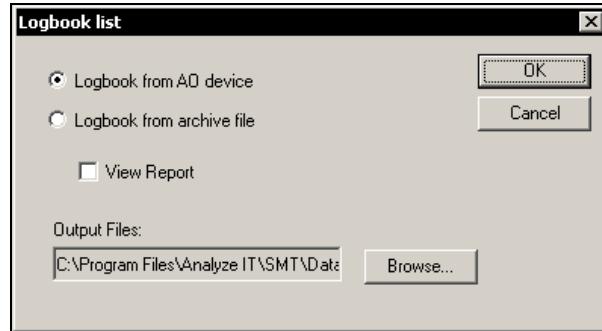 Logbook list
Logbook from AO device
OK
Logbook from archive file
Cancel
View Report
Output Files:
C:\Program Files\Analyze IT\SMT\Data
Browse...